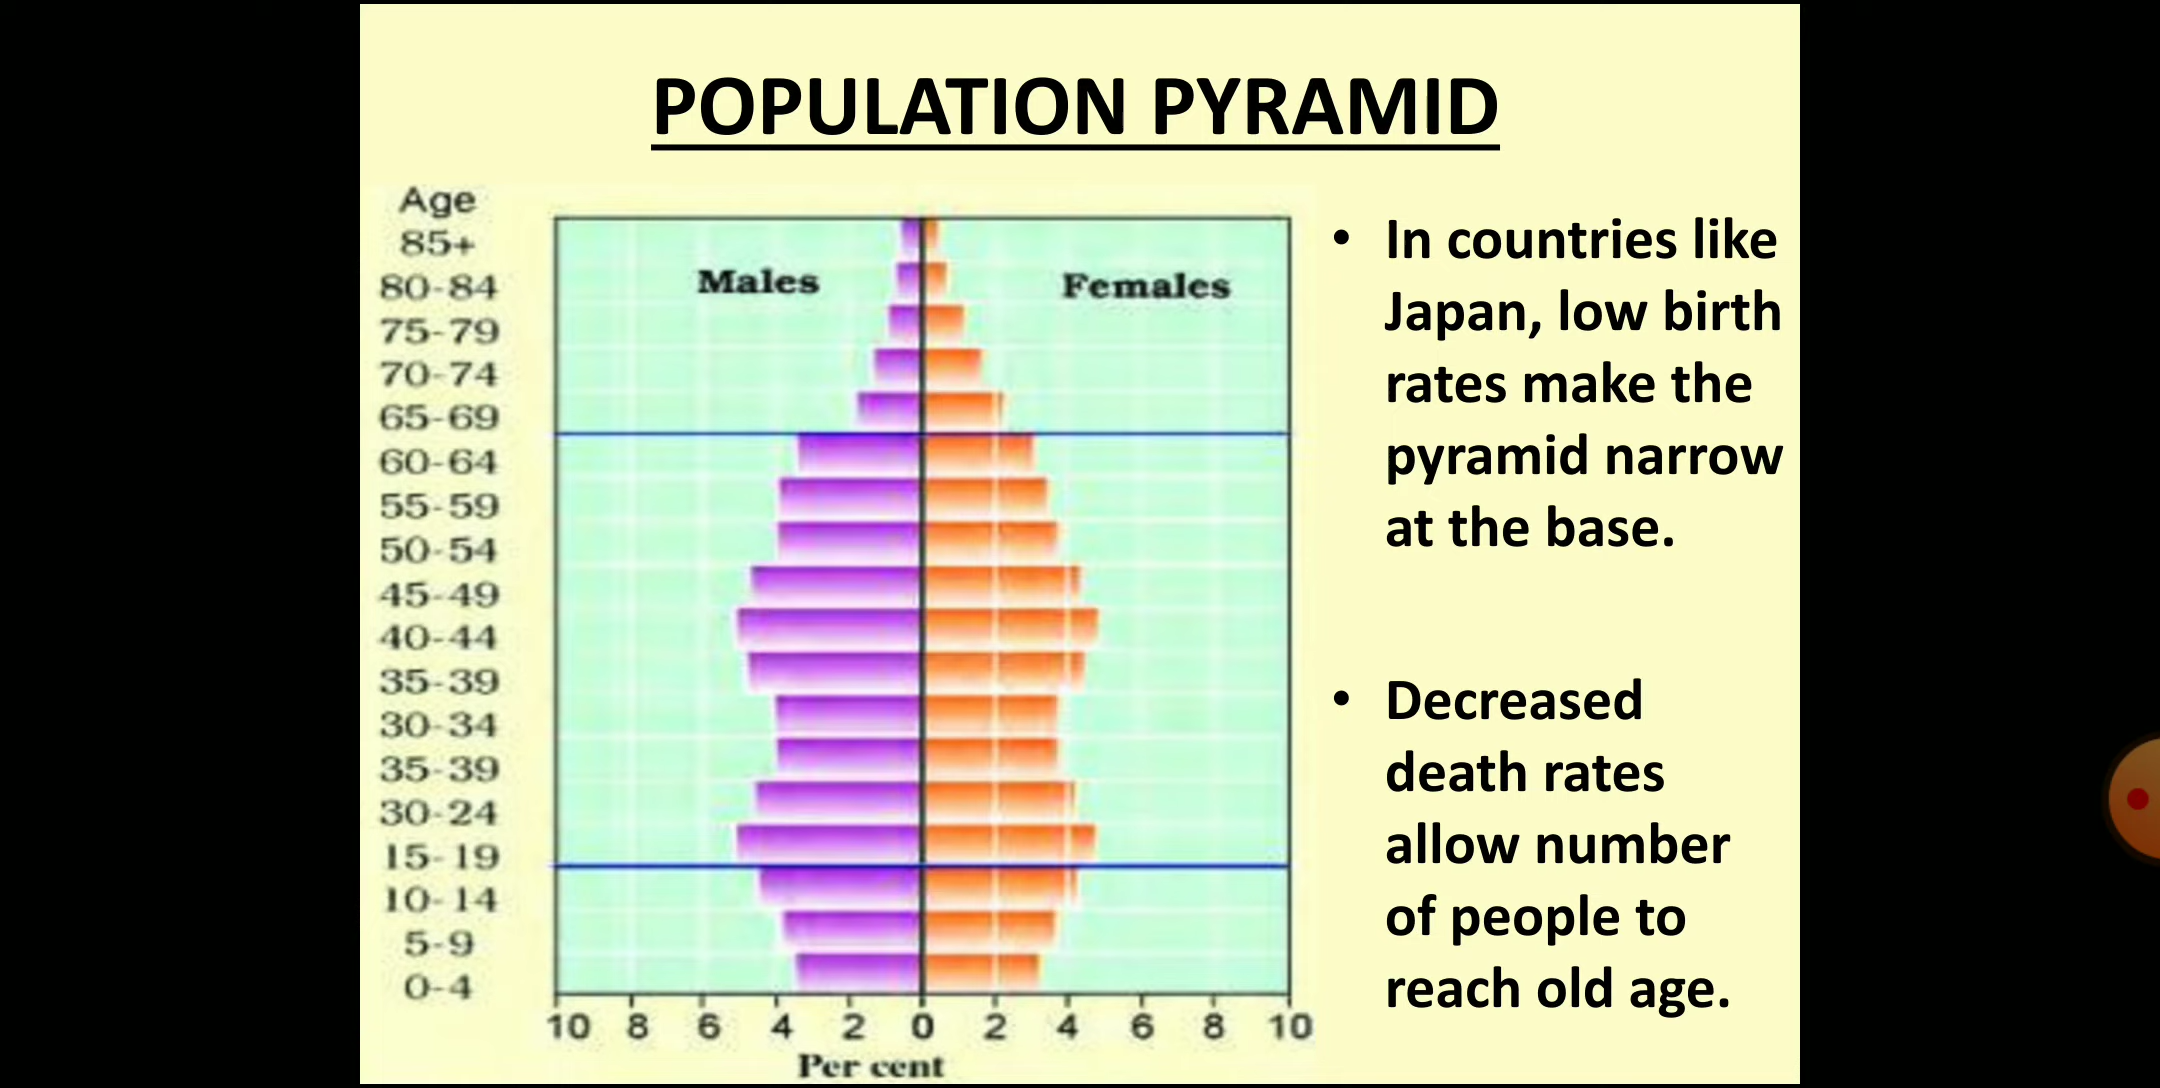 POPULATION PYRAMID
Age
85+
80-84
75-79
70-74
65-69
60-64
55-59
50-54
45-49
40-44
35-39
30-34
35-39
30-24
15-19
10-14
5-9
0-4
Males
Females
10 8 6 4 2 0 2 4 6 8 10
Per cent
• In countries like
Japan, low birth
rates make the
pyramid narrow
at the base.
• Decreased
death rates
allow number
of people to
reach old age.